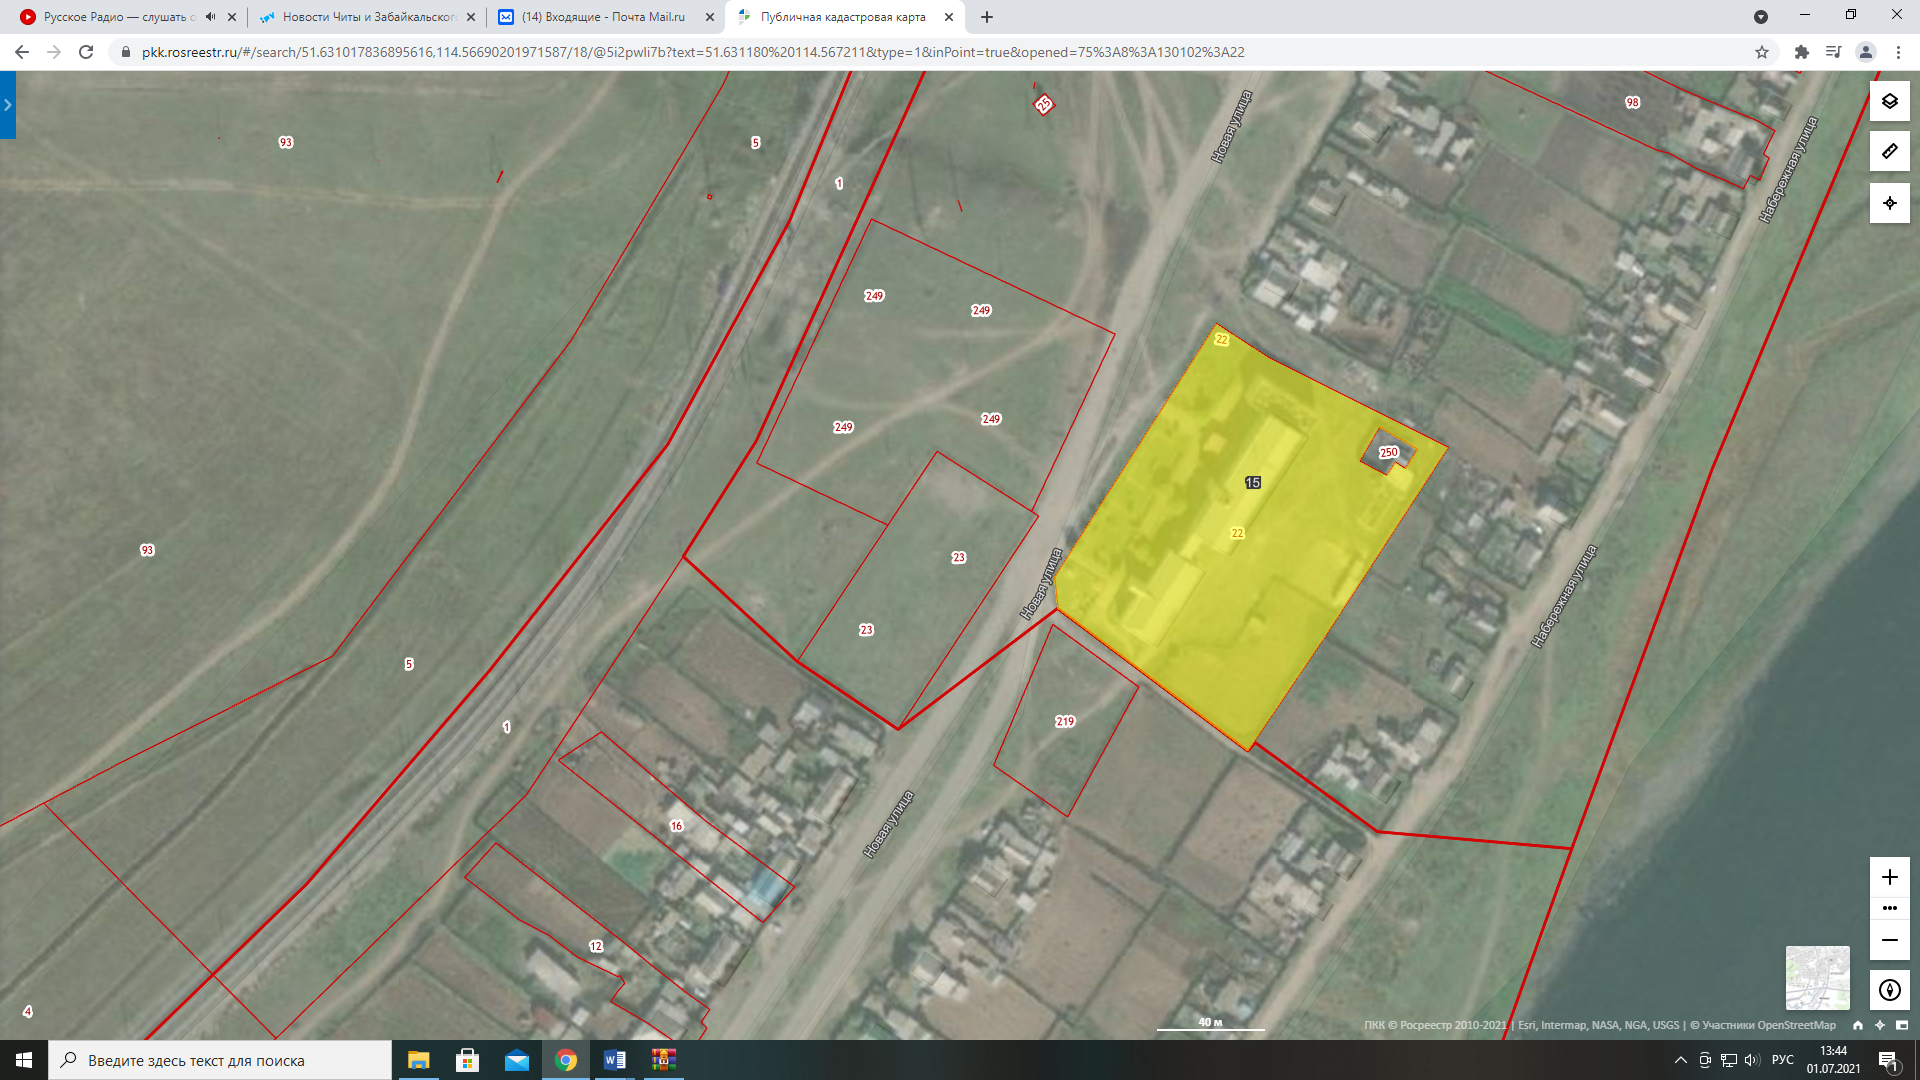 Русское Радио — слушать о
Новости Читы и Забайкальског
(14) Входящие - Почта Mail.ru
Публичная кадастровая карта
pkk.rosreestr.ru/#/search/51.631017836895616,114.56690201971587/18/@5i2pwli7b?text=51.631180%20114.567211&type=1&inPoint=true&opened=75%3A8%3A130102%3A22
25
98
93
5
1
Новая улица
Набережная улица
249
249
22
249
249
250
15
22
93
23
Новая улица
Набережная улица
23
5
219
1
16
Новая улица
12
4
40 м
ПКК © Росреестр 2010-2021 | Esri, Intermap, NASA, NGA, USGS | © Участники OpenStreetMap
Введите здесь текст для поиска
РУС
13:44
01.07.2021
1